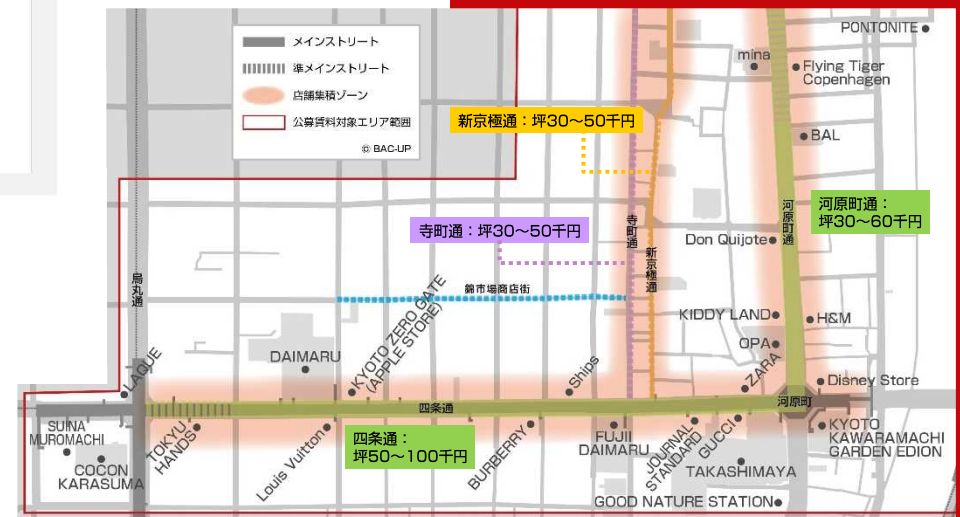 メインストリート
準メインストリート
店舗集積ゾーン
公募賃料対象エリア範囲
© BAC-UP
PONTONITE
mina
Flying Tiger
Copenhagen
新京極通：坪30〜50千円
BAL
河原町通：
坪30〜60千円
寺町通：坪30〜50千円
寺町通
新京極通
河原町通
Don Quijote
烏丸通
錦市場商店街
KYOTO ZERO GATE
(APPLE STORE)
KIDDY LAND
H&M
OPA
DAIMARU
LAQUE
Ships
ZARA
Disney Store
四条通
河原町
SUINA
MUROMACHI
COCON
KARASUMA
TOKYU
HANDS
Louis Vuitton
四条通：
坪50〜100千円
BURBERRY
FUJII
DAIMARU
JOURNAL
STANDARD
GUCCI
TAKASHIMAYA
KYOTO
KAWARAMACHI
GARDEN EDION
GOOD NATURE STATION